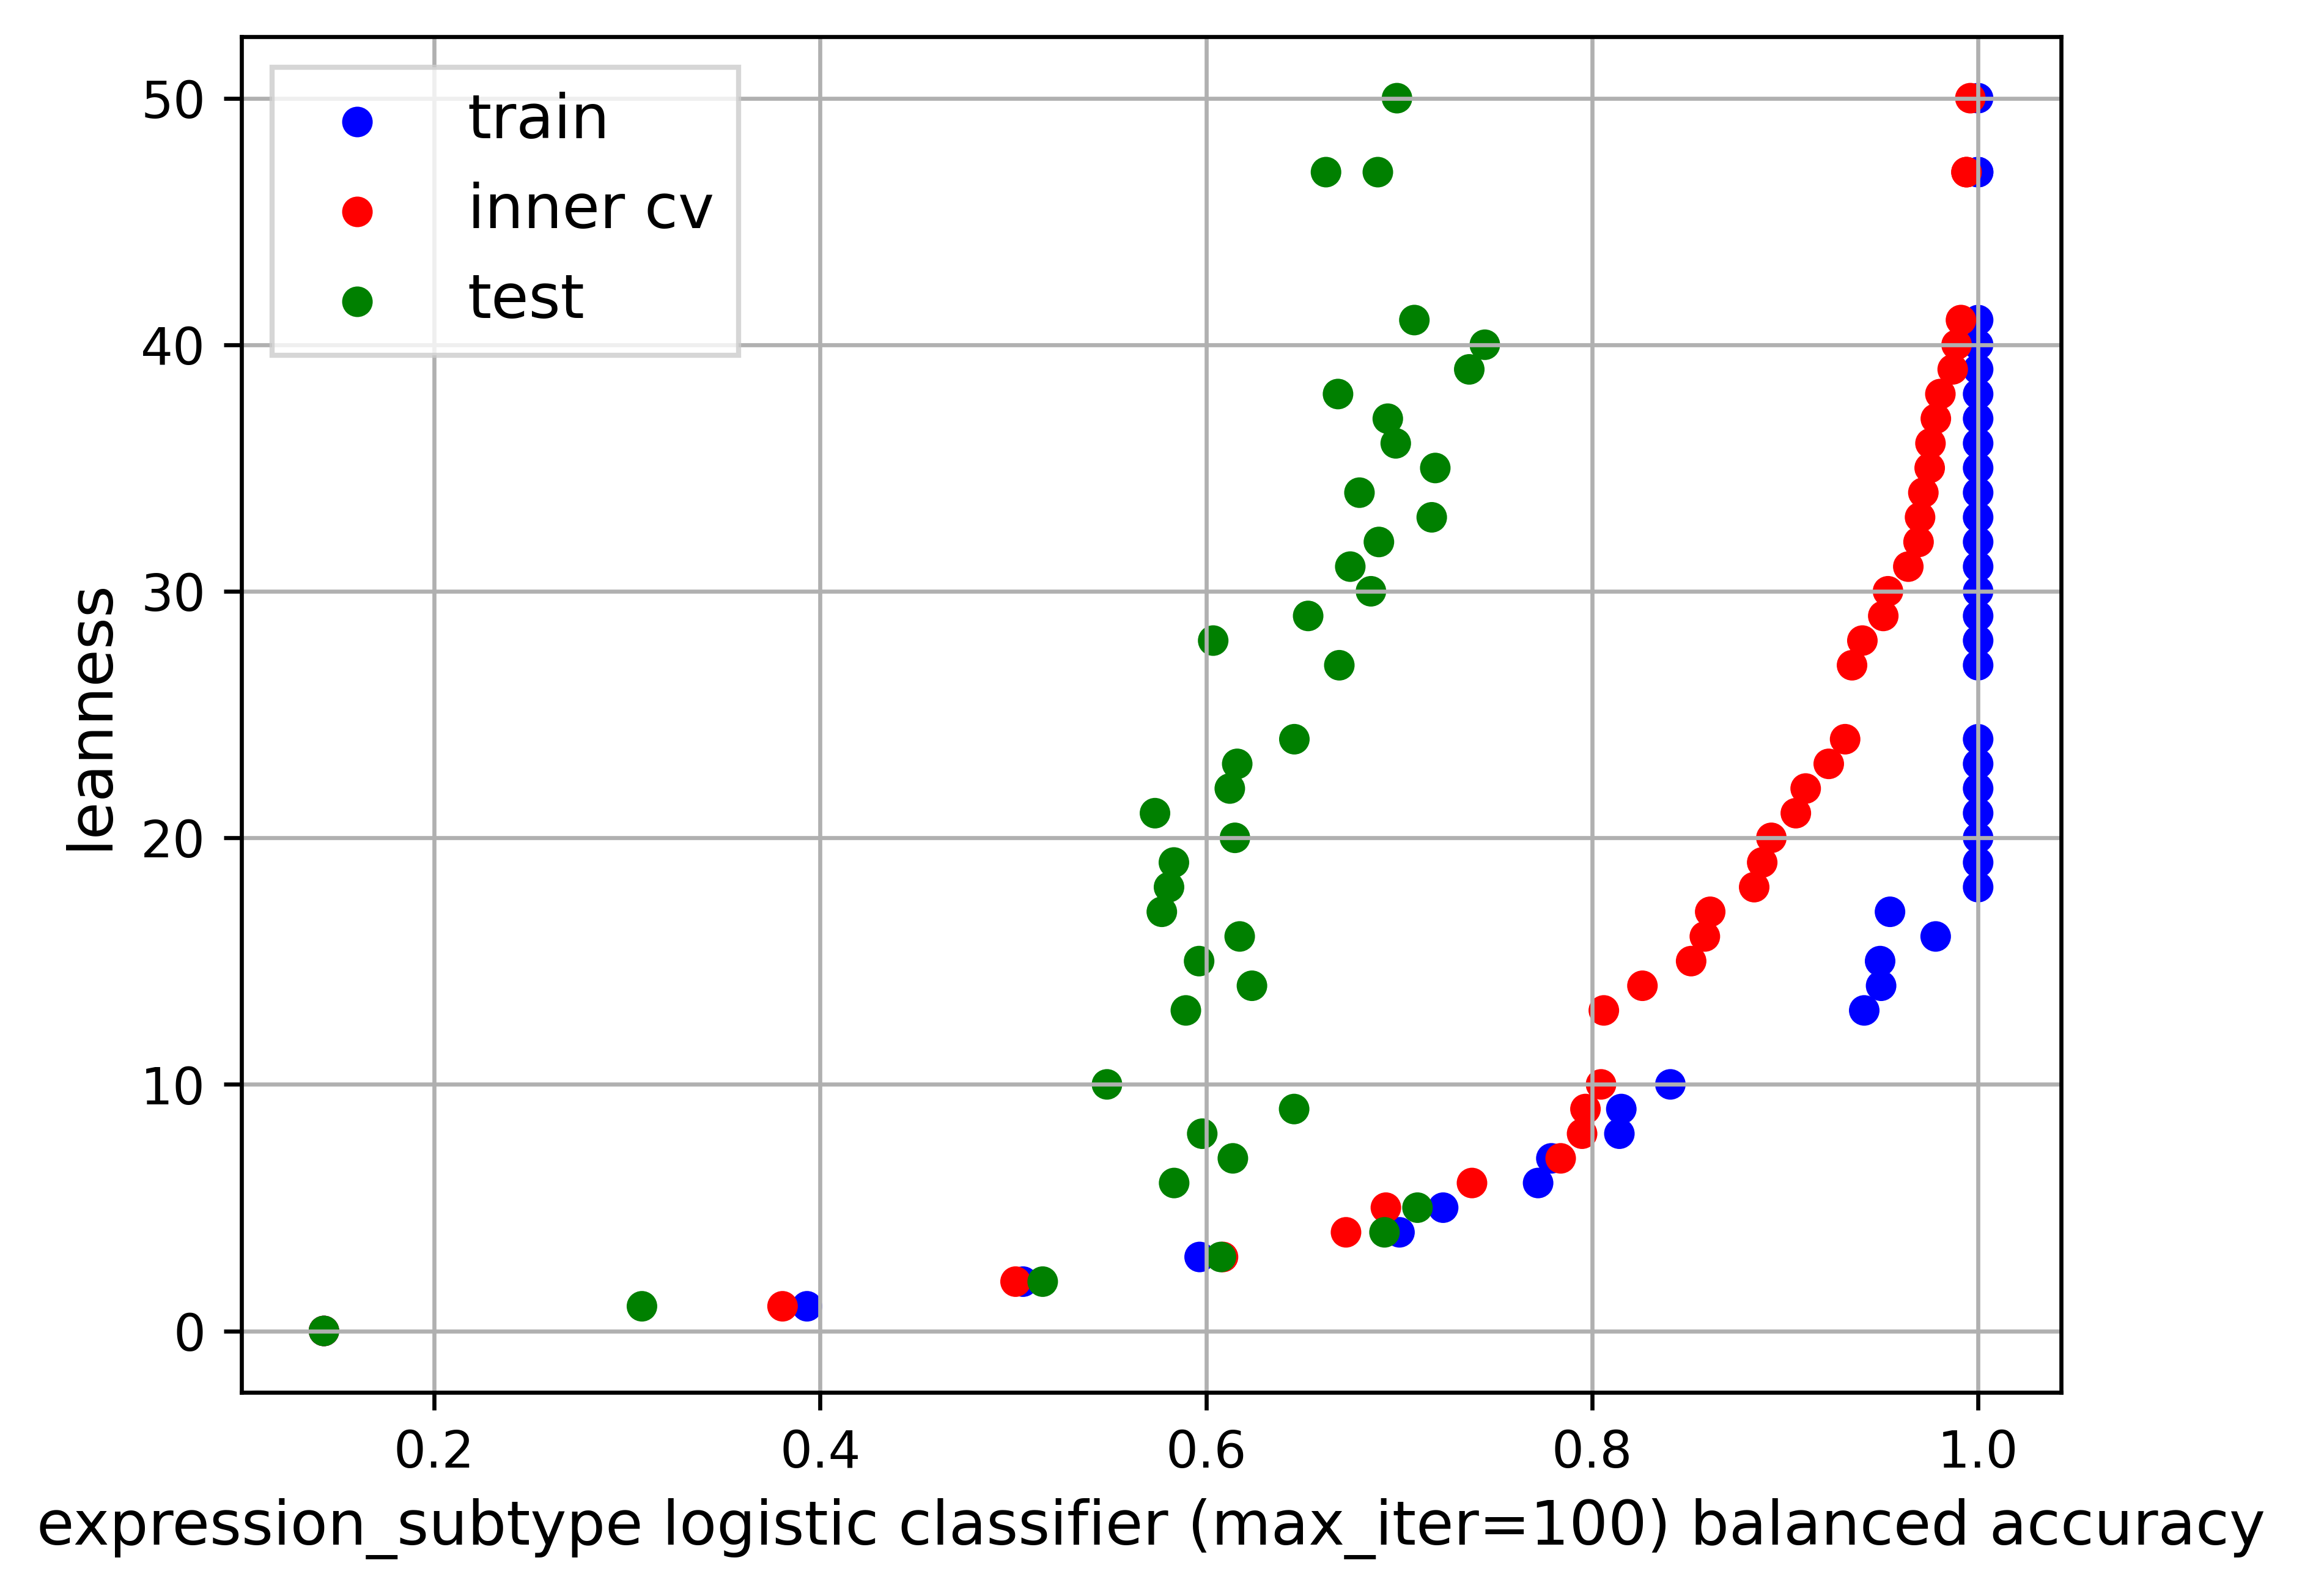 train
inner cv
test
50
40
30
20
10
0
leanness
0.2 0.4 0.6 0.8 1.0
expression_subtype logistic classifier (max_iter=100) balanced accuracy